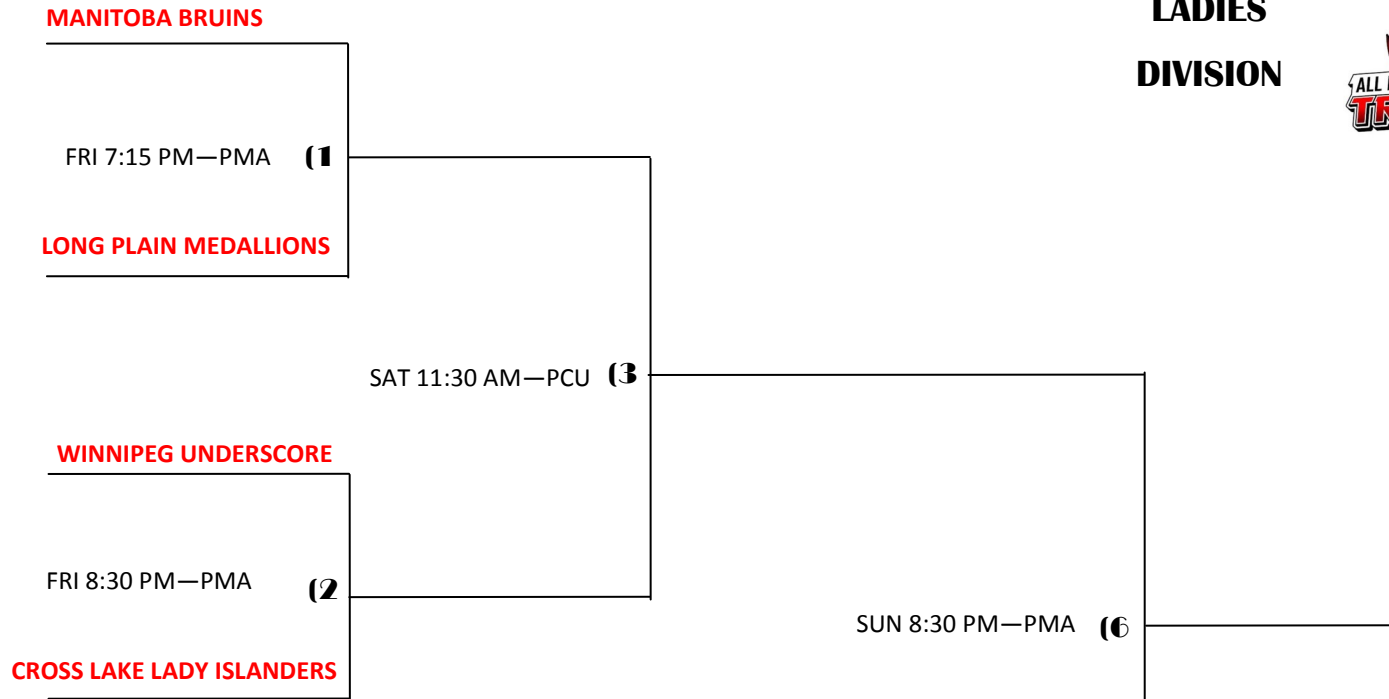 LADIES
DIVISION
MANITOBA BRUINS
FRI 7:15 PM—PMA (1
LONG PLAIN MEDALLIONS
SAT 11:30 AM—PCU (3
WINNIPEG UNDERSCORE
FRI 8:30 PM—PMA (2
SUN 8:30 PM—PMA (6
CROSS LAKE LADY ISLANDERS
ALL